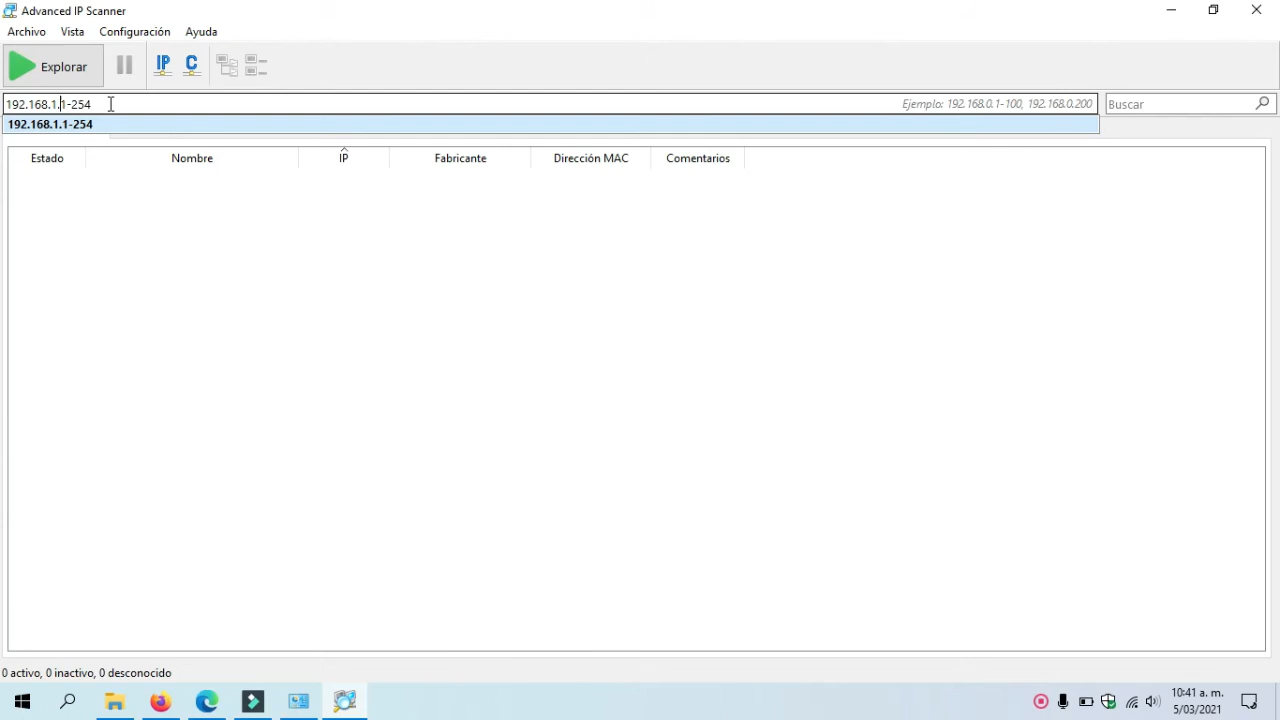 Advanced IP Scanner
Archivo Vista Configuración Ayuda
Explorar IP C
192.168.1.1-254 Ejemplo: 192.168.0.1-100, 192.168.0.200 Buscar
192.168.1.1-254
Estado Nombre IP Fabricante Dirección MAC Comentarios
0 activo, 0 inactivo, 0 desconocido
10:41 a. m.
5/03/2021